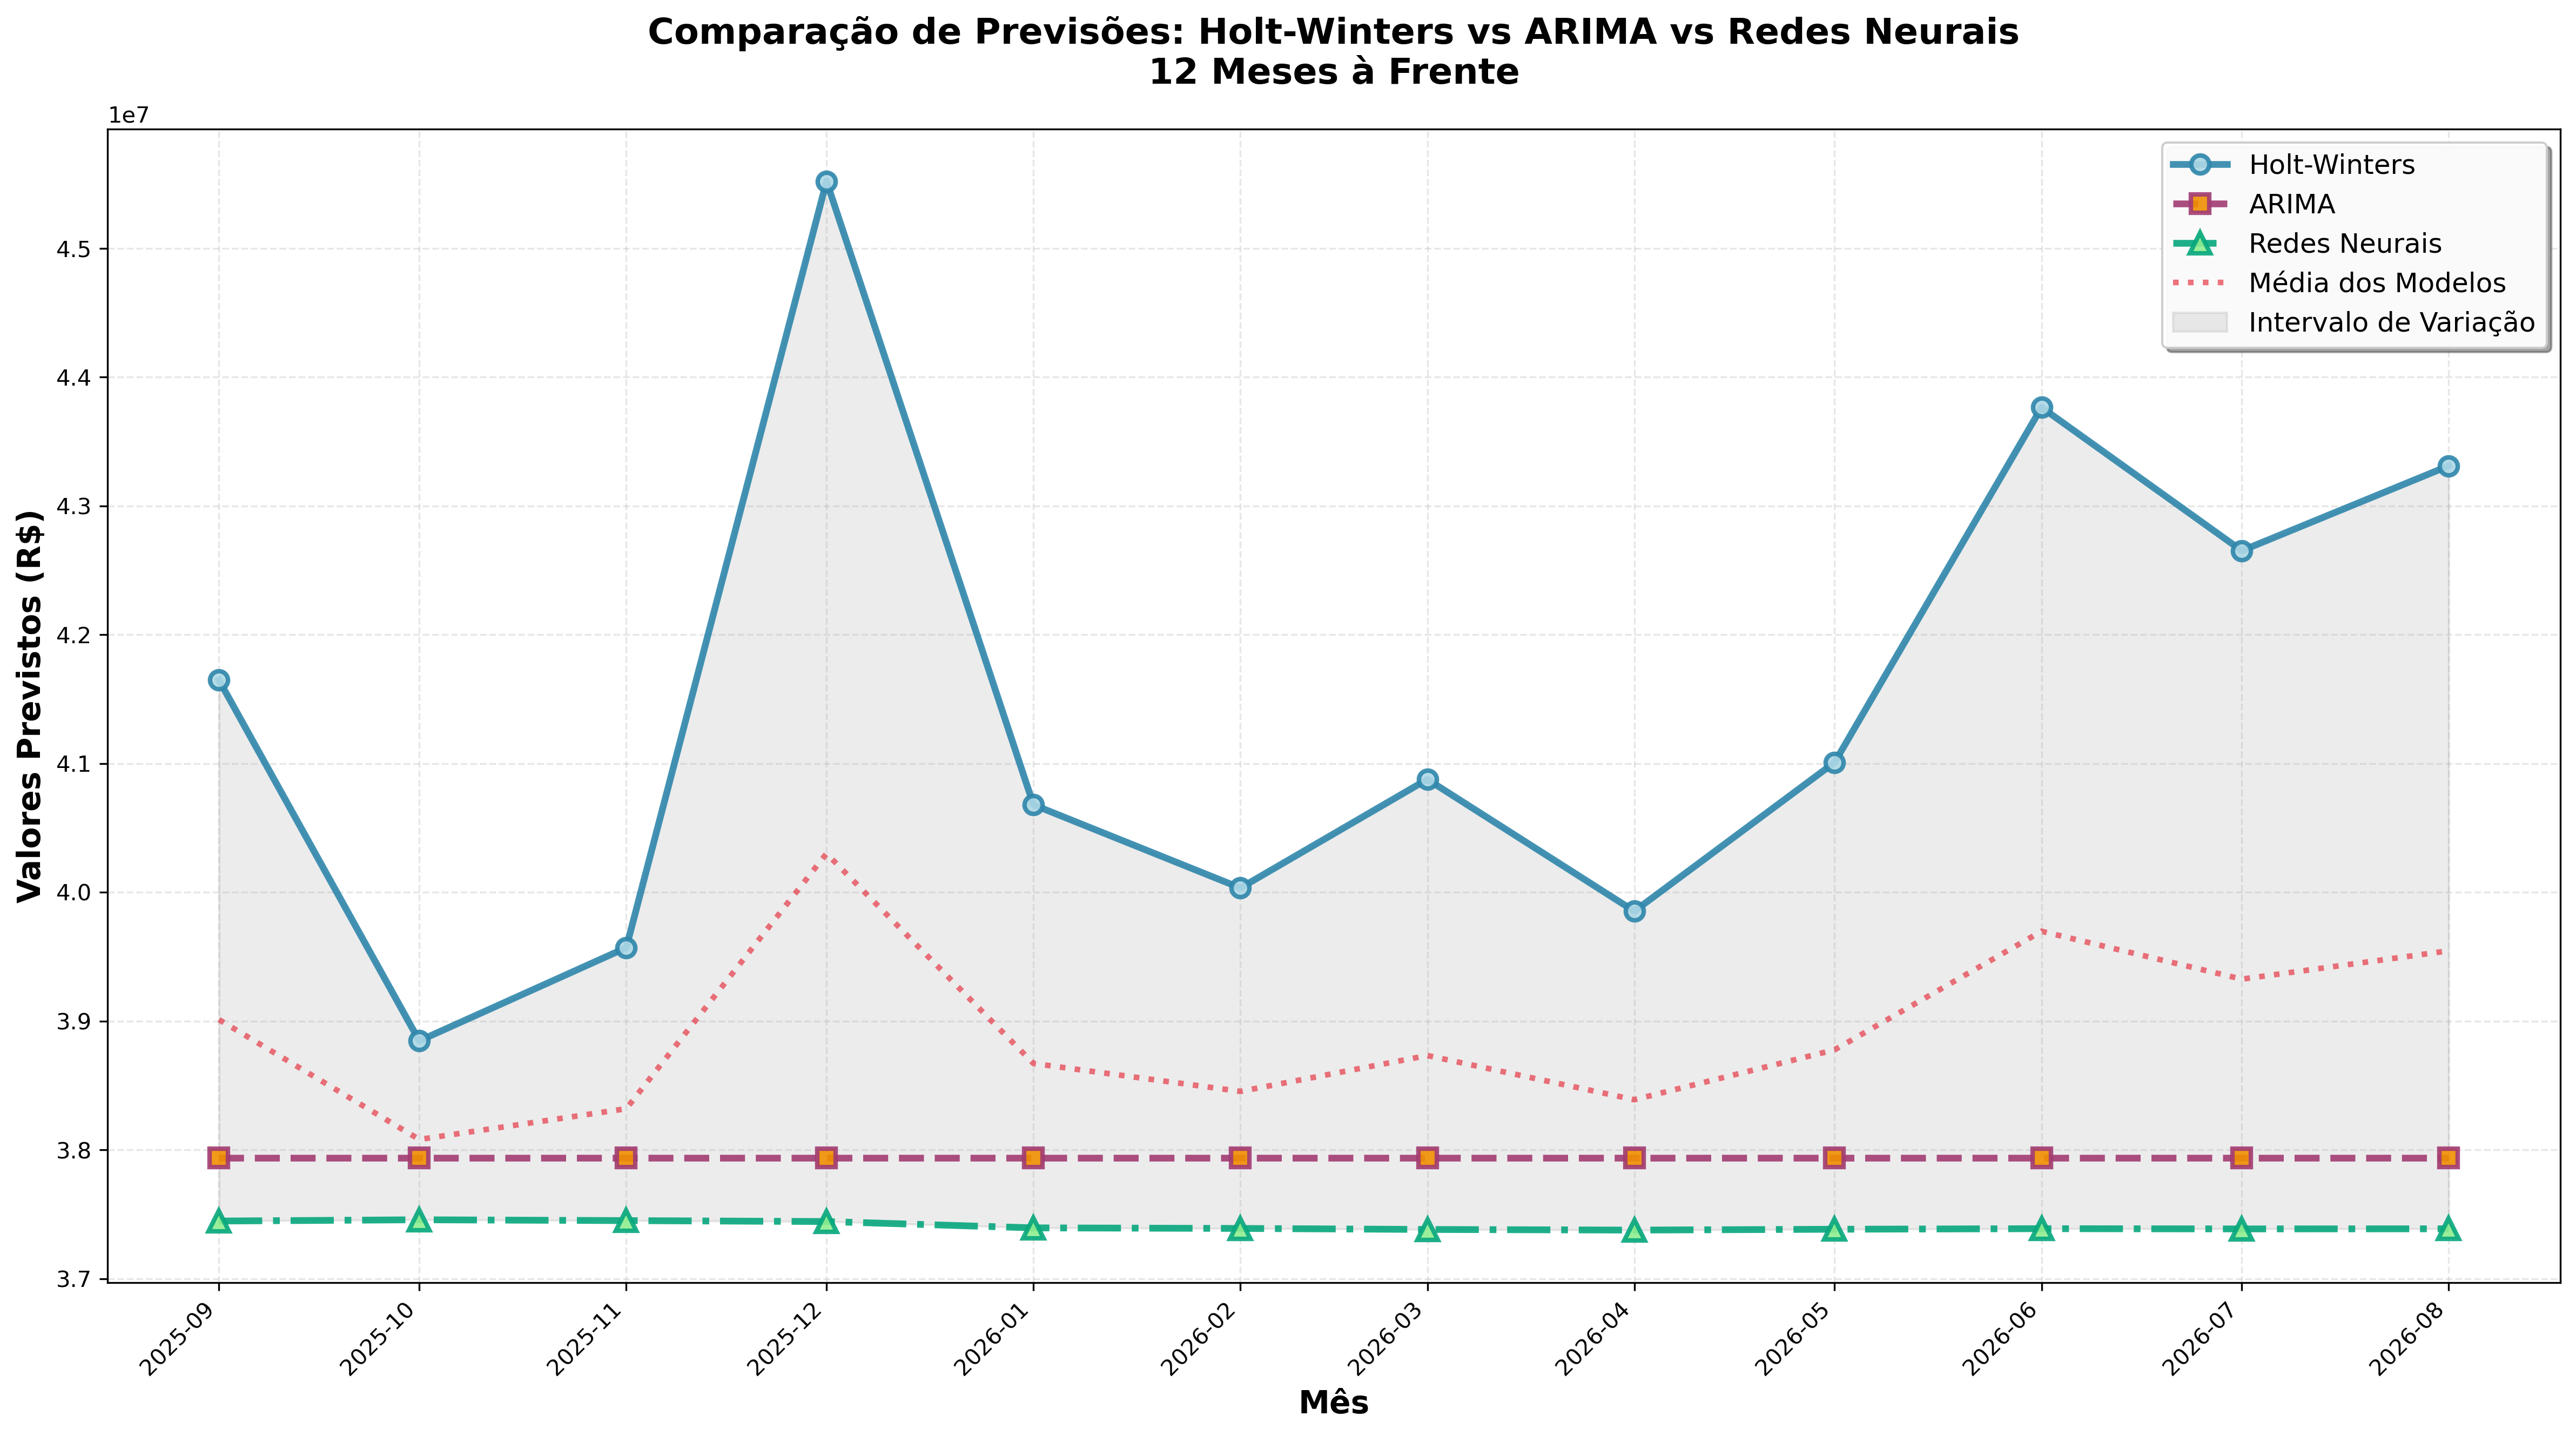 Comparação de Previsões: Holt-Winters vs ARIMA vs Redes Neurais
12 Meses à Frente
1e7
Holt-Winters
ARIMA
Redes Neurais
Média dos Modelos
Intervalo de Variação
Valores Previstos (R$)
4.5
4.4
4.3
4.2
4.1
4.0
3.9
3.8
3.7
2025-09
2025-10
2025-11
2025-12
2026-01
2026-02
2026-03
2026-04
2026-05
2026-06
2026-07
2026-08
Mês